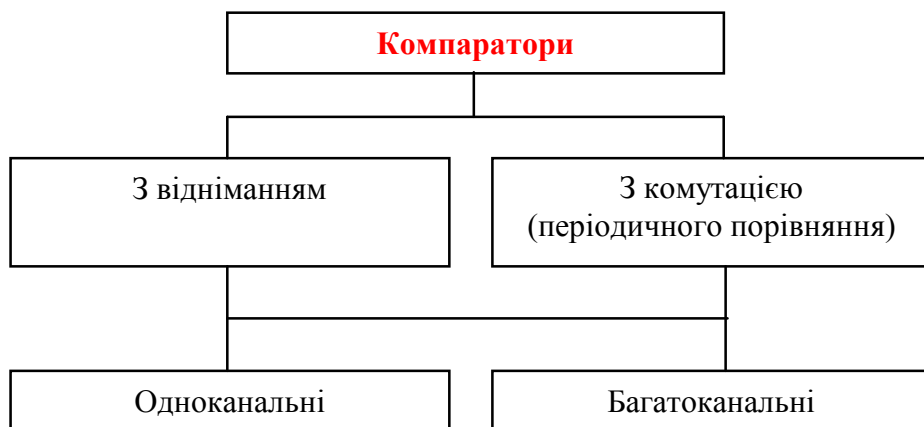 Компаратори
З відніманням
З комутацією
(періодичного порівняння)
Одноканальні
Багатоканальні